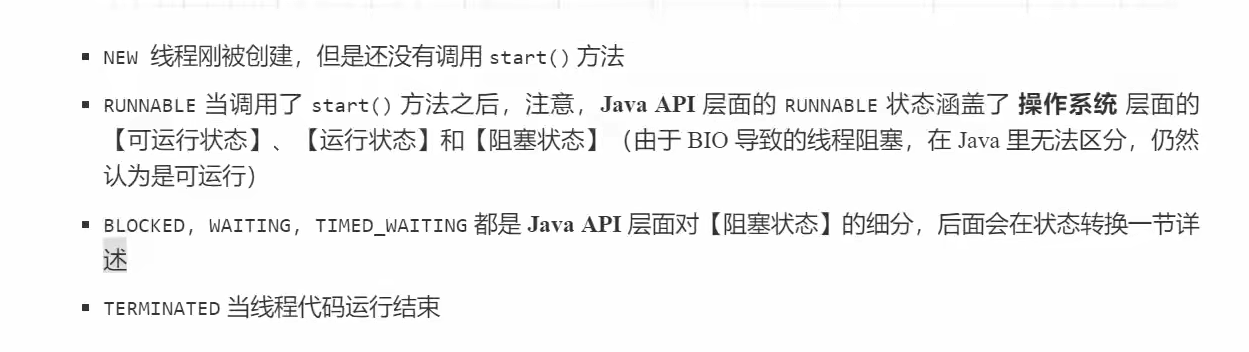 NEW 线程刚被创建，但是还没有调用 start() 方法
RUNNABLE 当调用了 start() 方法之后，注意，Java API 层面的 RUNNABLE 状态涵盖了 操作系统 层面的
【可运行状态】、【运行状态】和【阻塞状态】（由于 BIO 导致的线程阻塞，在 Java 里无法区分，仍然
认为是可运行）
BLOCKED, WAITING, TIMED_WAITING 都是 Java API 层面对【阻塞状态】的细分，后面会在状态转换一节详
述
TERMINATED 当线程代码运行结束